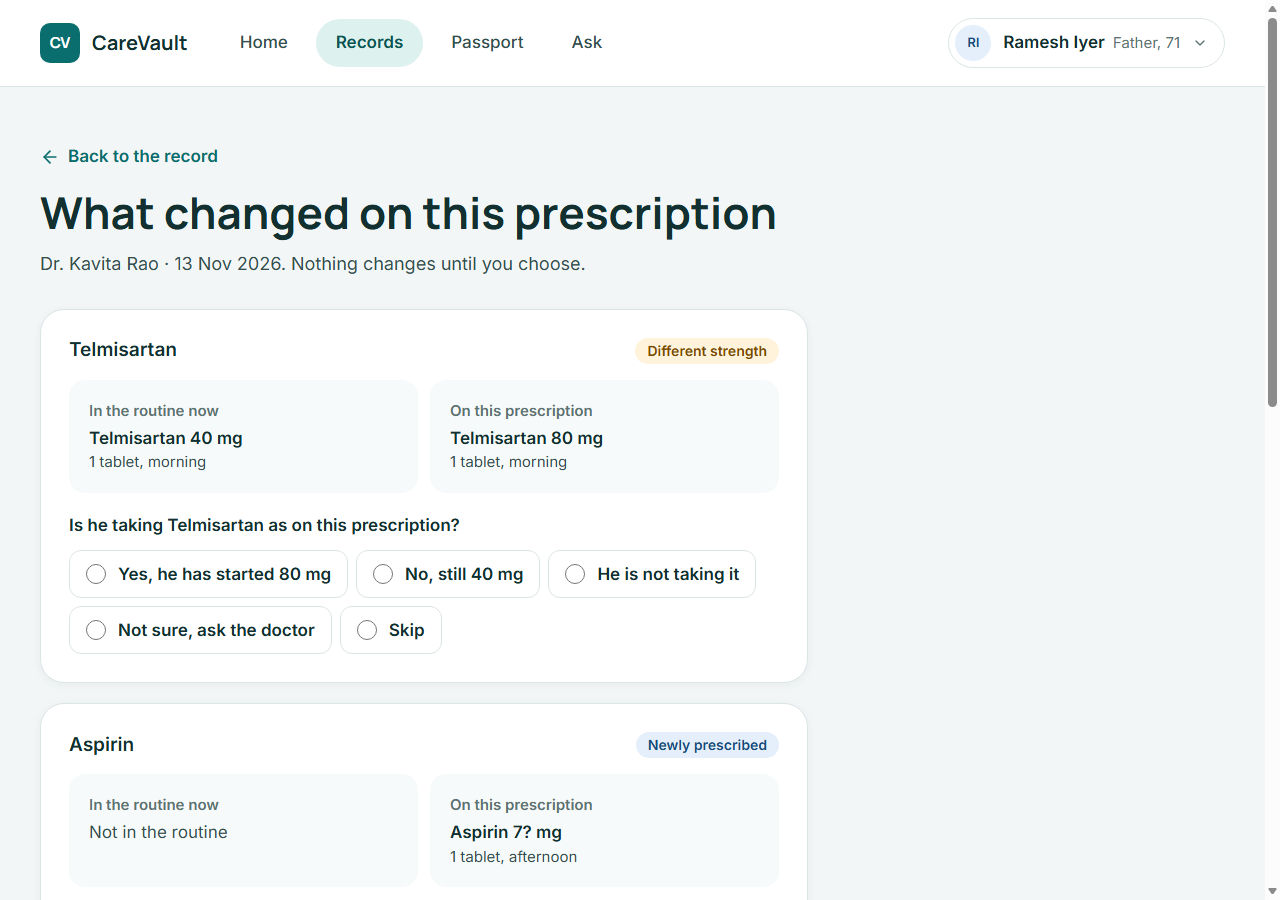 CV CareVault Home Records Passport Ask RI Ramesh Iyer Father, 71
Back to the record
What changed on this prescription
Dr. Kavita Rao · 13 Nov 2026. Nothing changes until you choose.
Telmisartan Different strength
In the routine now
Telmisartan 40 mg
1 tablet, morning
On this prescription
Telmisartan 80 mg
1 tablet, morning
Is he taking Telmisartan as on this prescription?
Yes, he has started 80 mg No, still 40 mg He is not taking it
Not sure, ask the doctor Skip
Aspirin Newly prescribed
In the routine now
Not in the routine
On this prescription
Aspirin 7? mg
1 tablet, afternoon